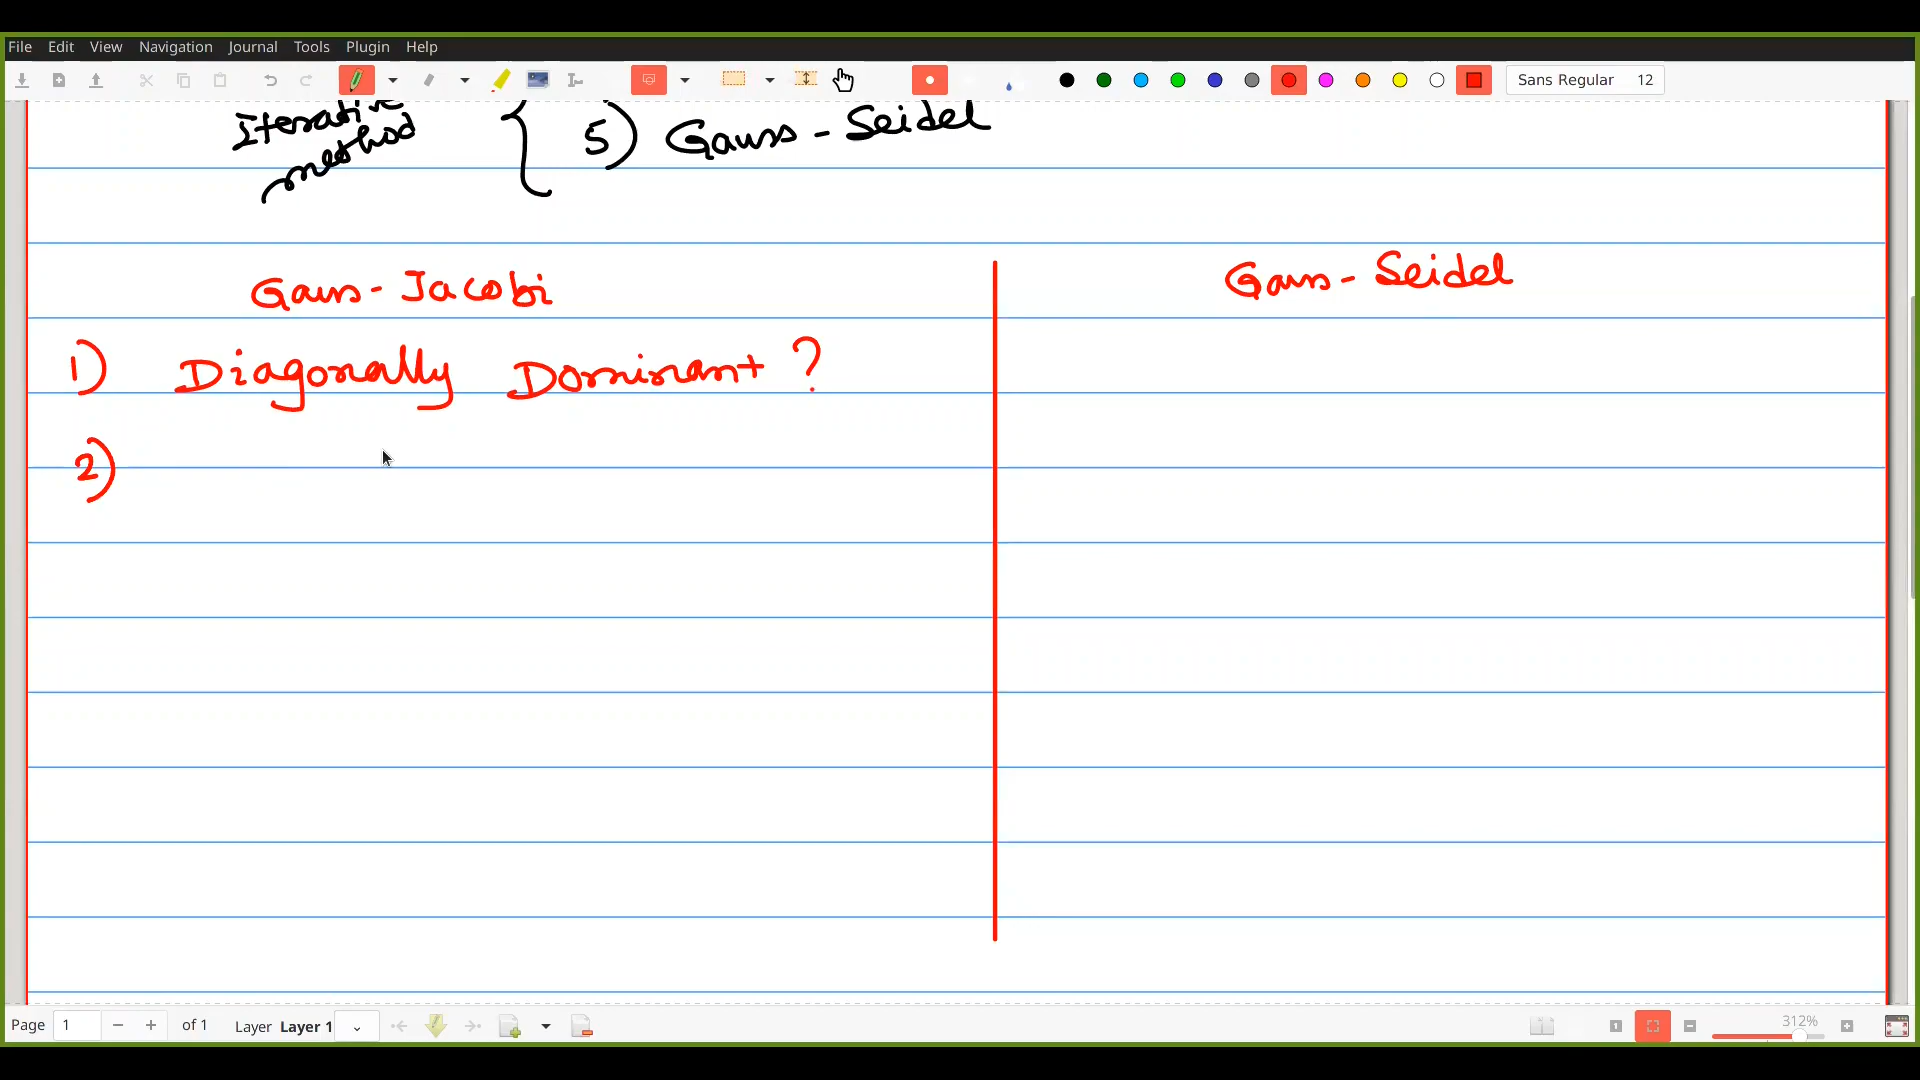 File Edit View Navigation Journal Tools Plugin Help
Sans Regular 12
Iterative
method
5) Gauss - Seidel
Gauss - Jacobi
Gauss - Seidel
1) Diagonally Dominant ?
2)
Page 1 of 1 Layer Layer 1 312%